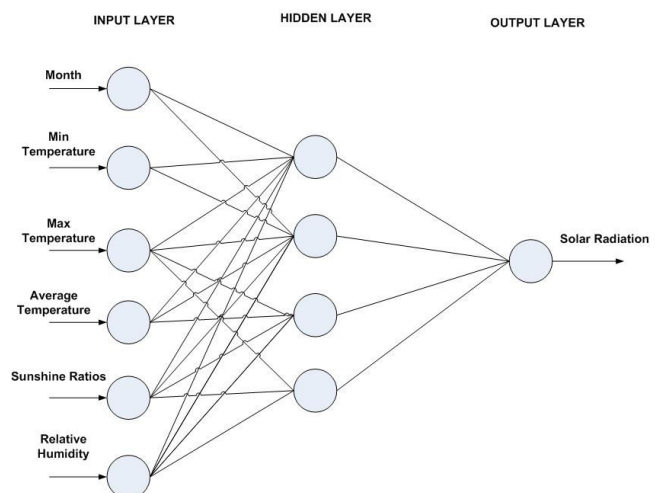 INPUT LAYER
HIDDEN LAYER
OUTPUT LAYER
Month
Min
Temperature
Max
Temperature
Average
Temperature
Sunshine Ratios
Relative
Humidity
Solar Radiation